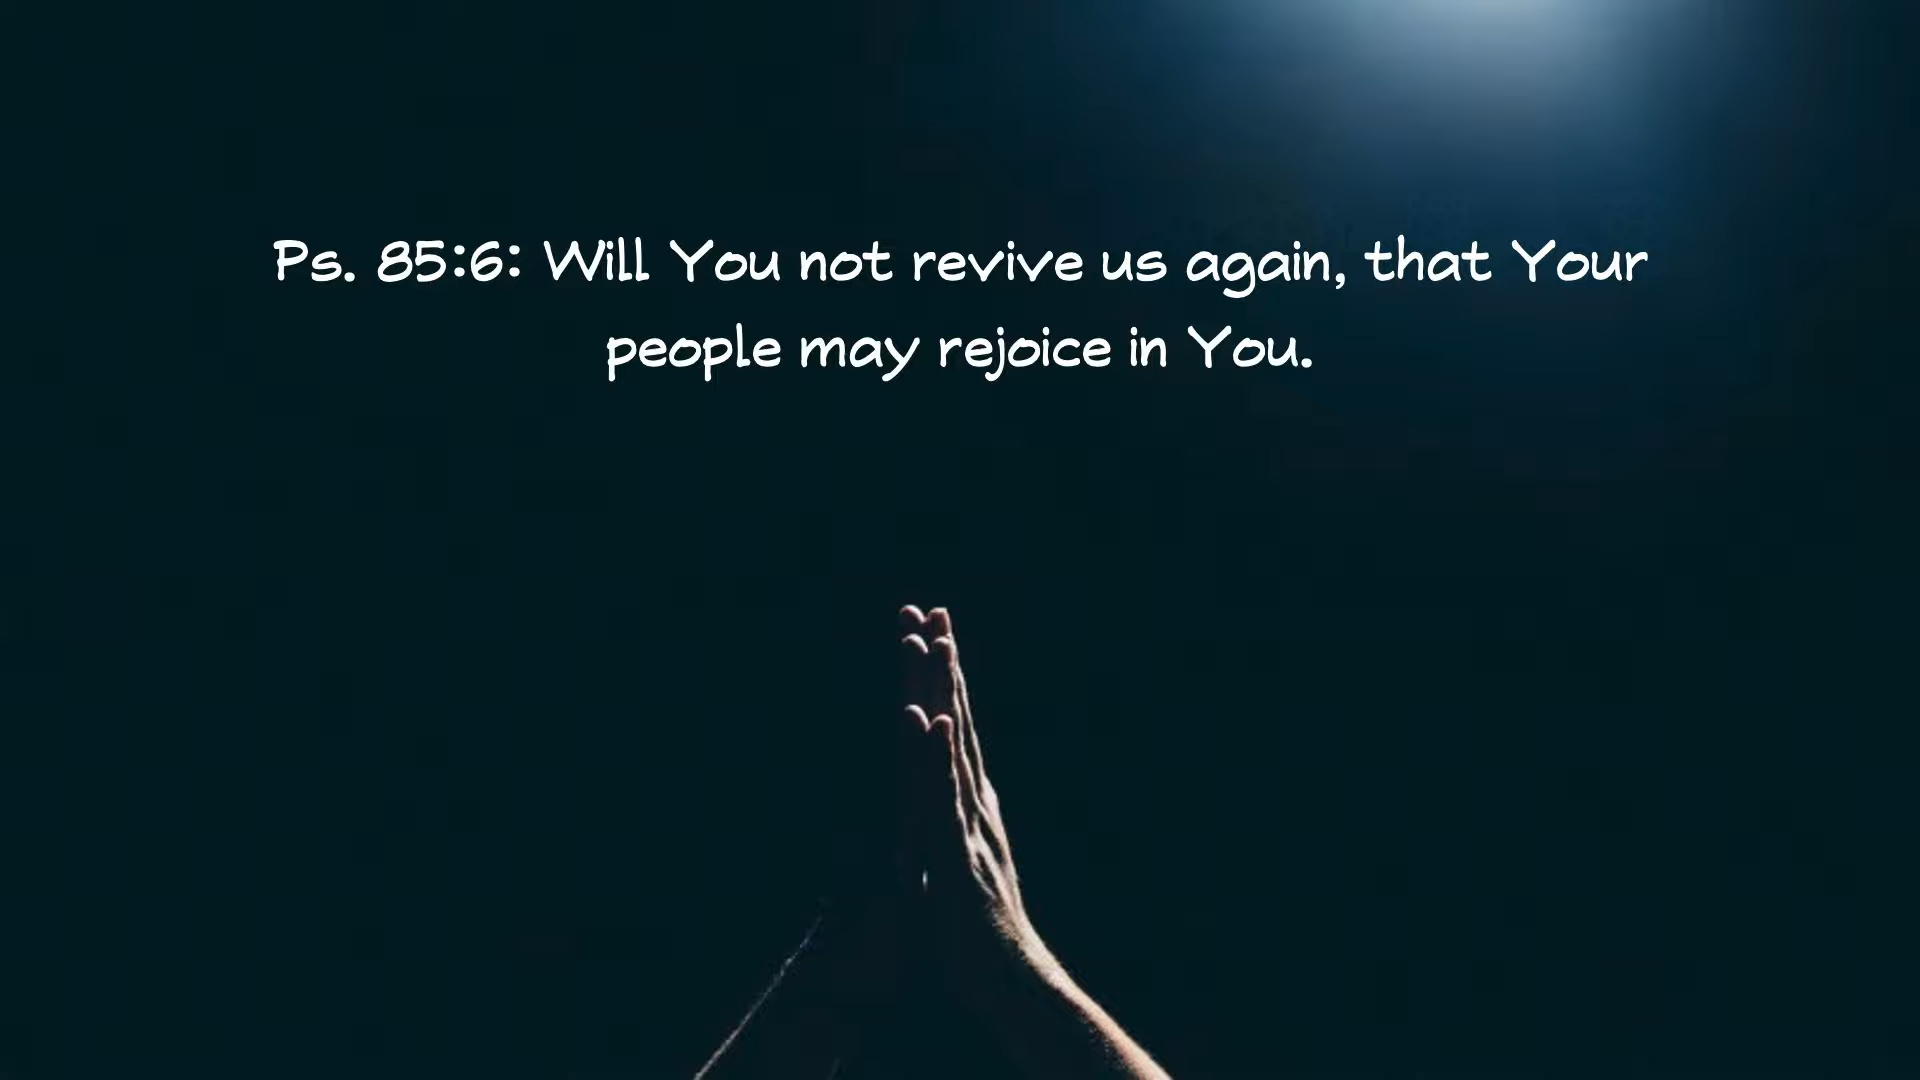 Ps. 85:6: Will You not revive us again, that Your
people may rejoice in You.